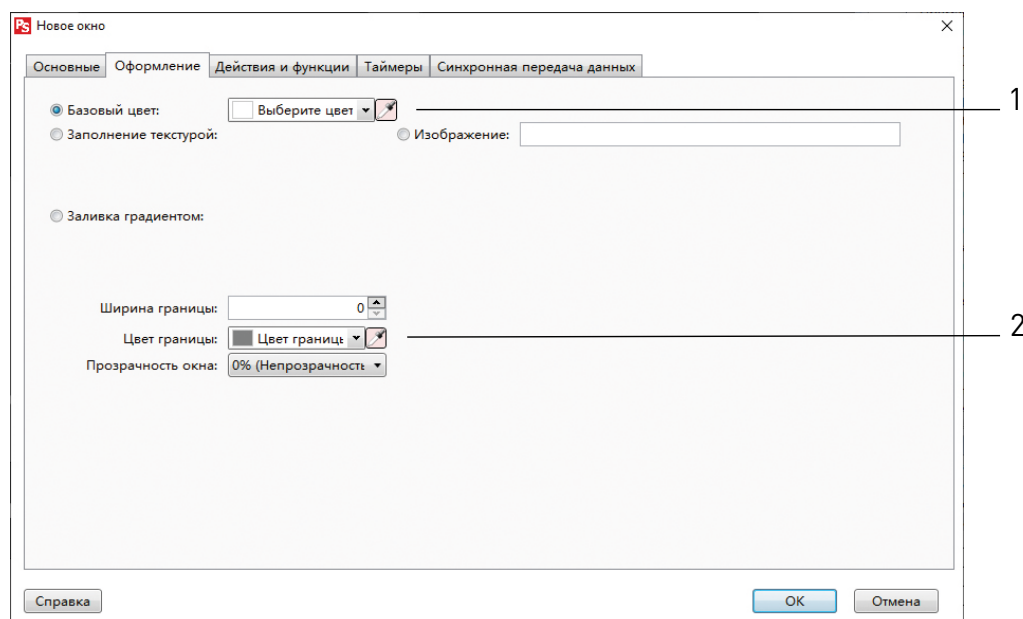 PS Новое окно
Основные Оформление Действия и функции Таймеры Синхронная передача данных
Базовый цвет: Выберите цвет 1
Заполнение текстурой: Изображение:
Заливка градиентом:
Ширина границы: 0
Цвет границы: Цвет границь 2
Прозрачность окна: 0% (Непрозрачность
Справка OK Отмена